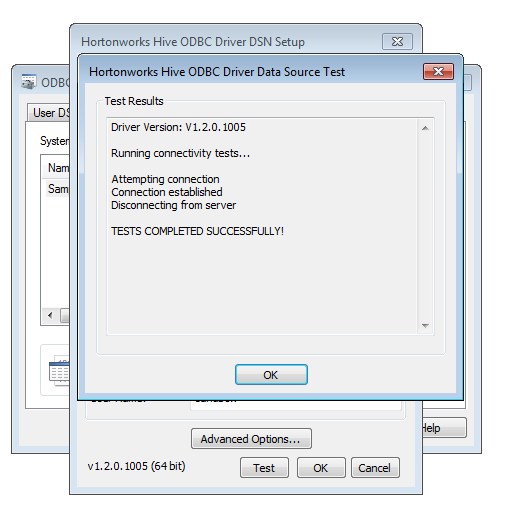 Hortonworks Hive ODBC Driver DSN Setup
Hortonworks Hive ODBC Driver Data Source Test
ODBC
User DS
Test Results
System
Nam
Sam
Driver Version: V1.2.0.1005
Running connectivity tests...
Attempting connection
Connection established
Disconnecting from server
TESTS COMPLETED SUCCESSFULLY!
OK
Help
Advanced Options...
v1.2.0.1005 (64 bit)
Test
OK
Cancel